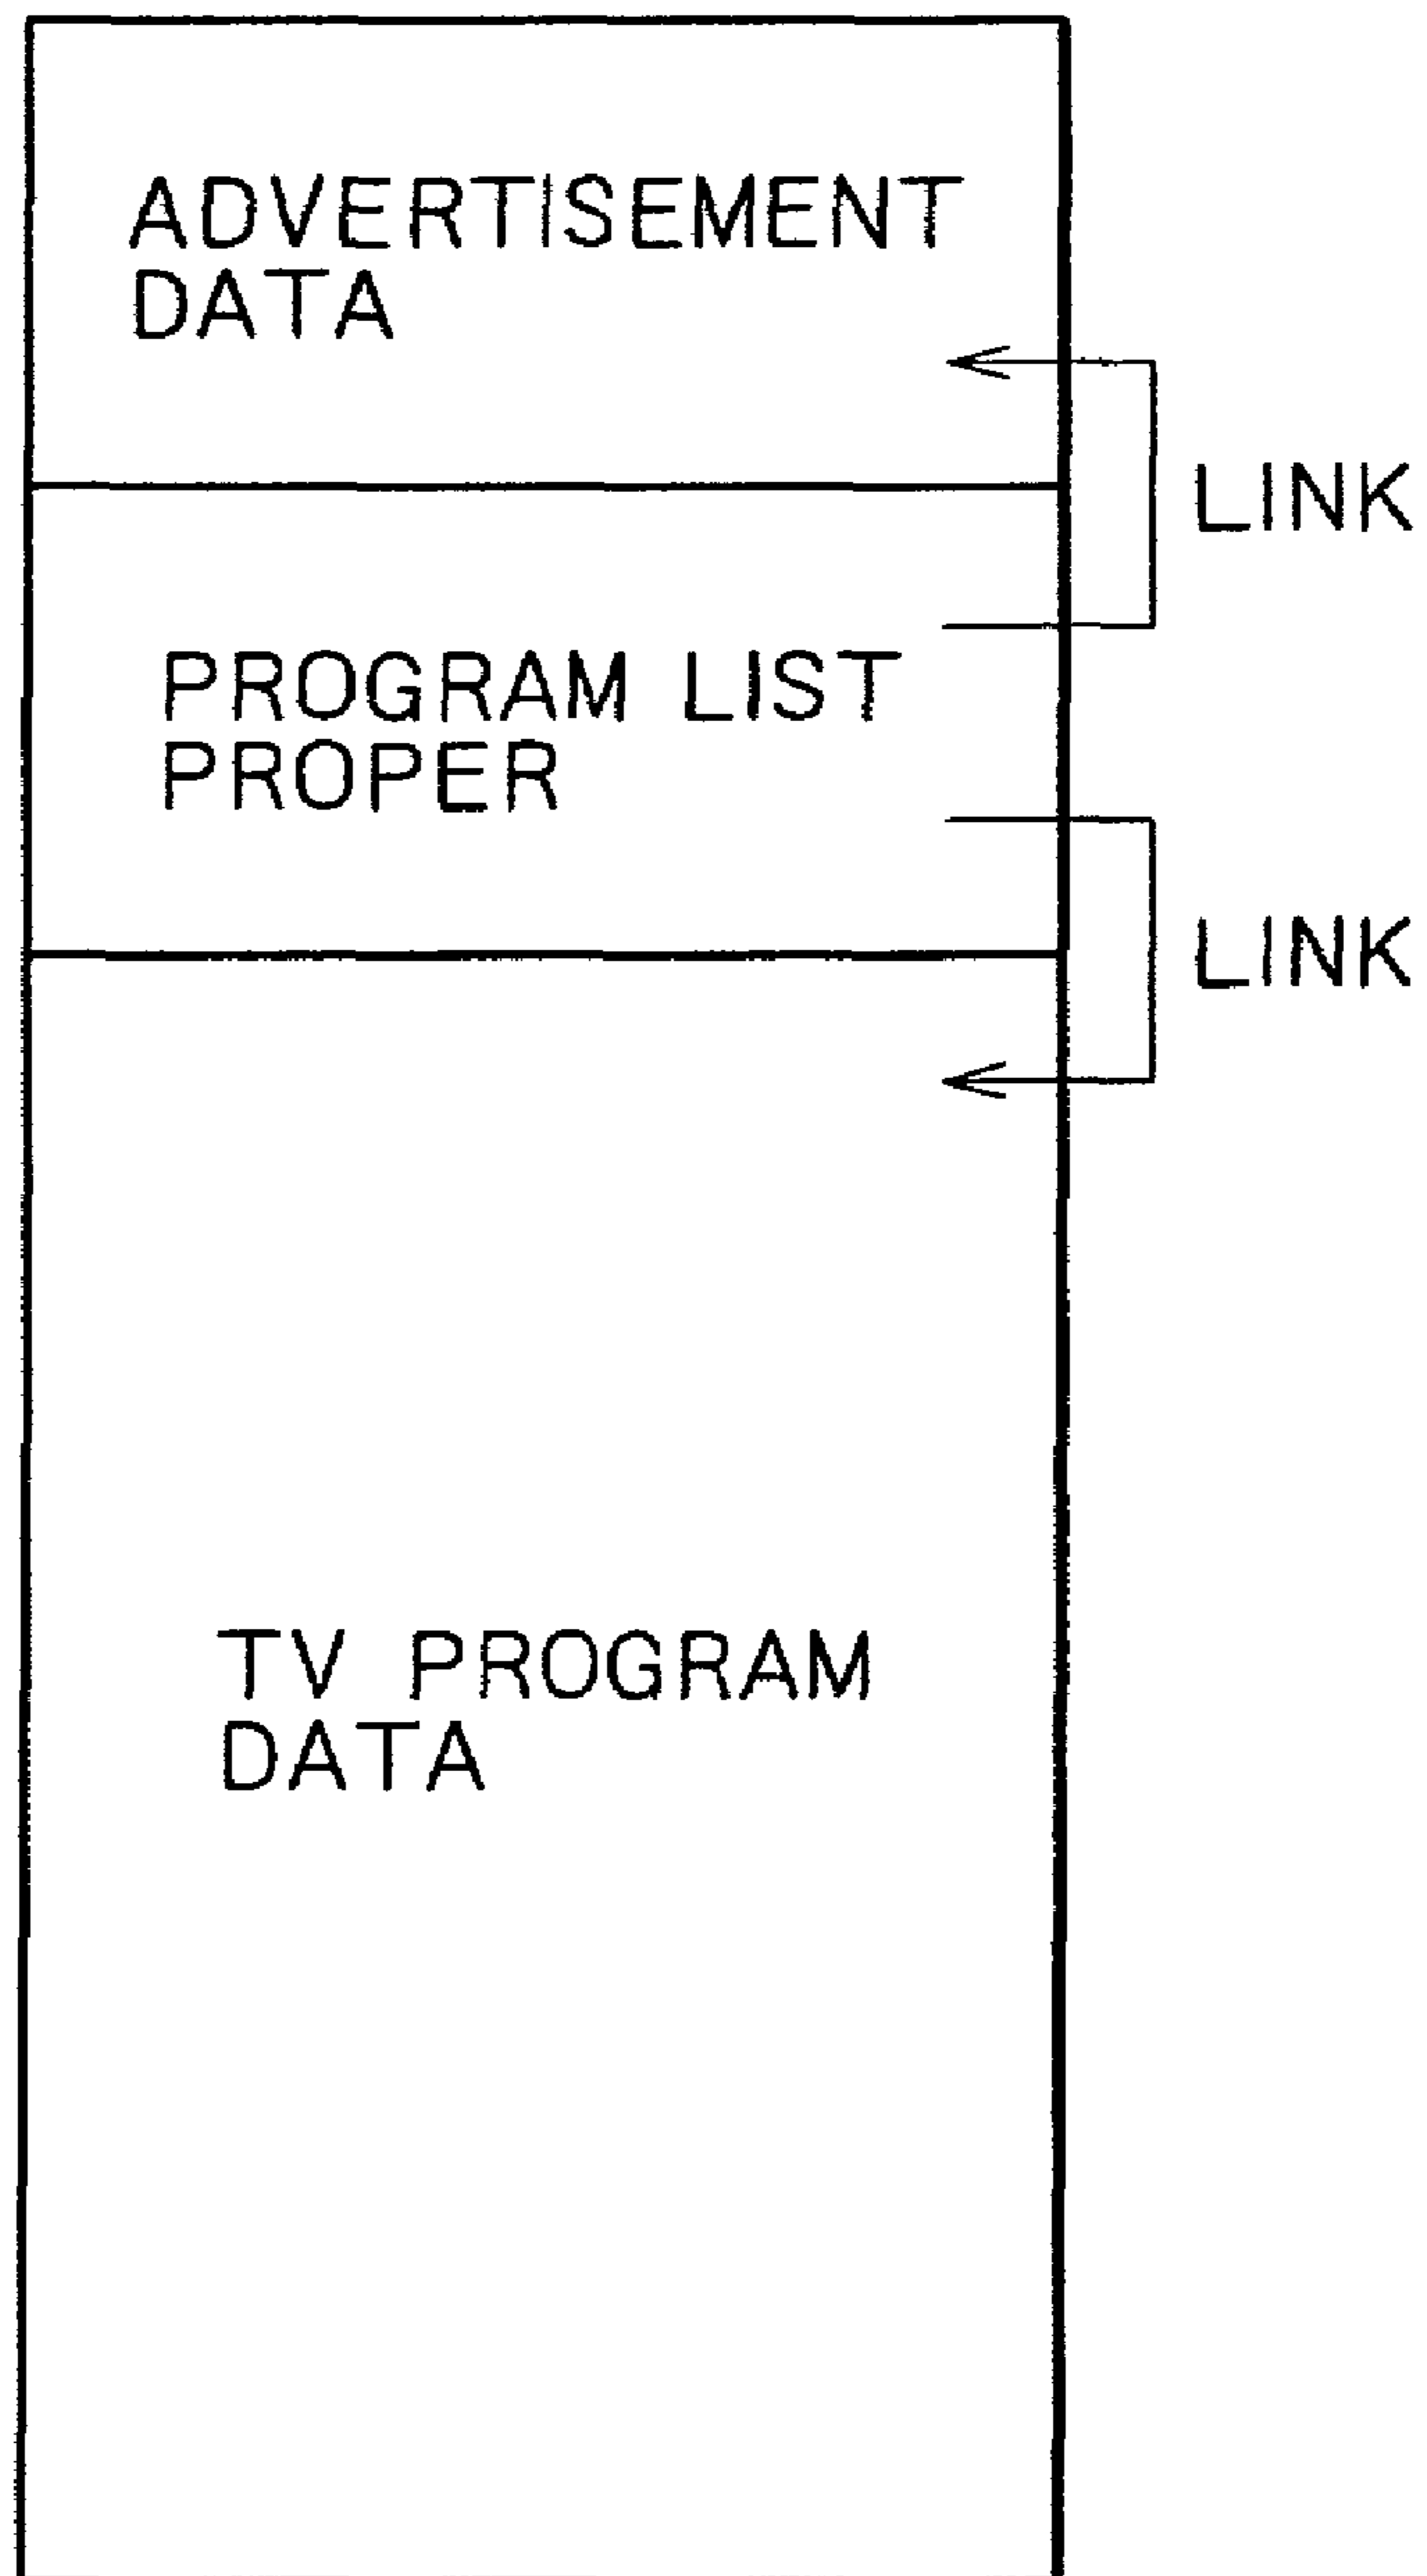 ADVERTISEMENT
DATA
LINK
PROGRAM LIST
PROPER
LINK
TV PROGRAM
DATA